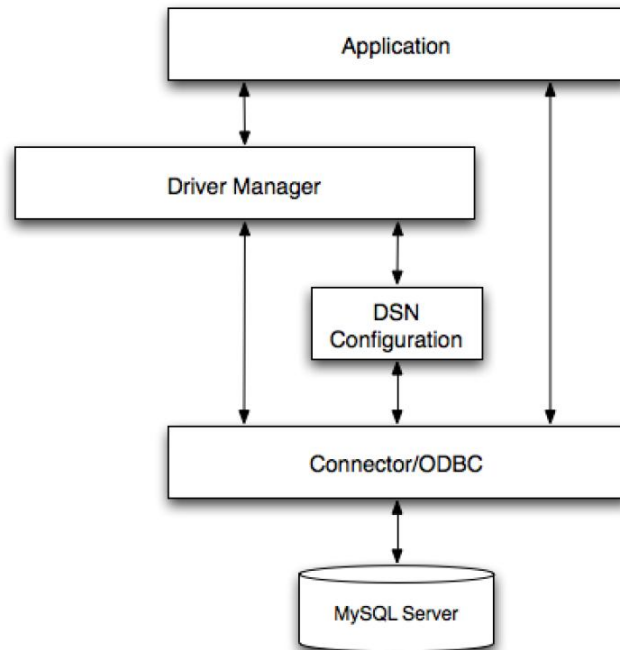 Application
Driver Manager
DSN
Configuration
Connector/ODBC
MySQL Server